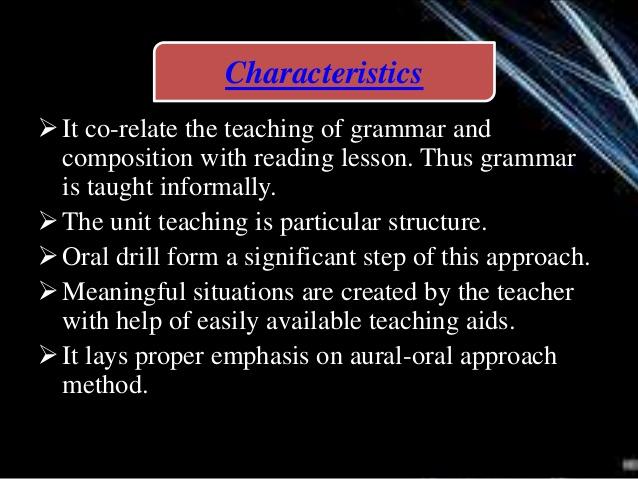 Characteristics
➢It co-relate the teaching of grammar and
composition with reading lesson. Thus grammar
is taught informally.
➢The unit teaching is particular structure.
➢Oral drill form a significant step of this approach.
➢Meaningful situations are created by the teacher
with help of easily available teaching aids.
➢It lays proper emphasis on aural-oral approach
method.